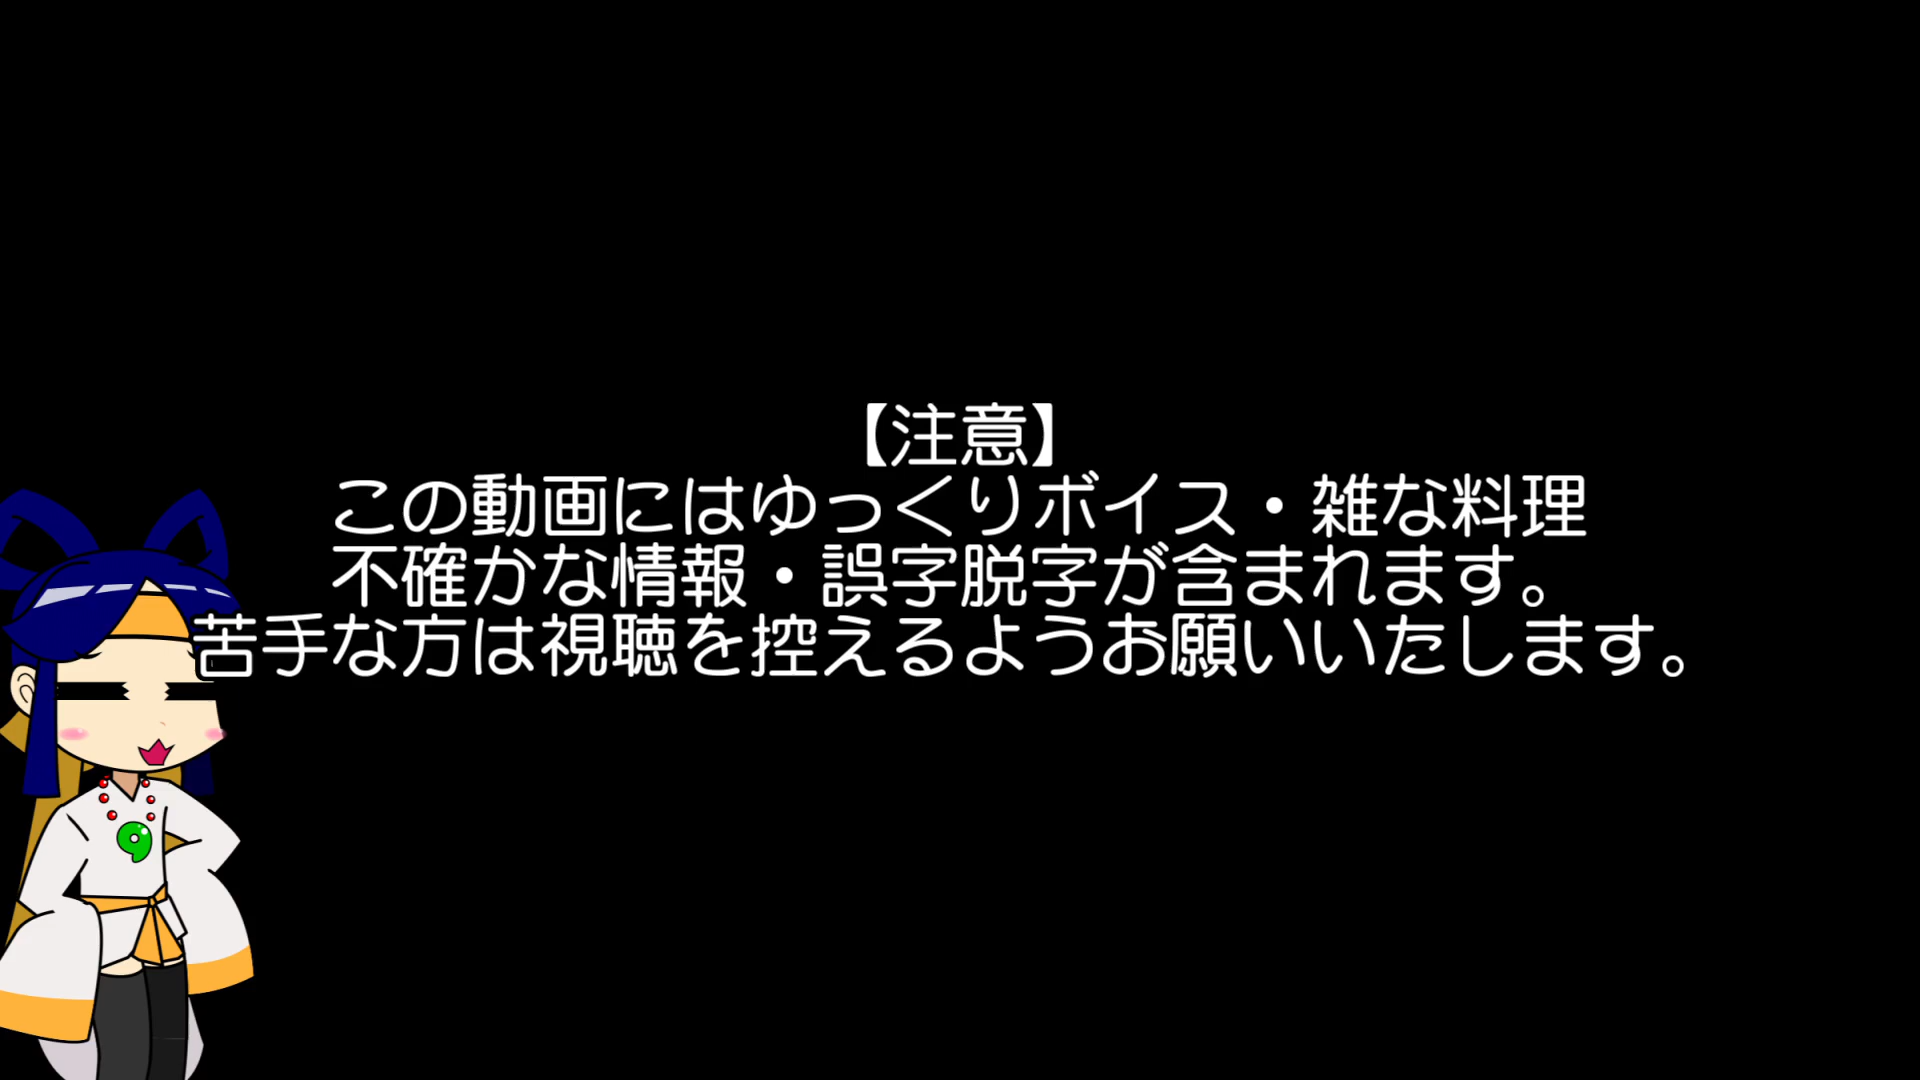 【注意】
この動画にはゆっくりボイス・雑な料理
不確かな情報・誤字脱字が含まれます。
苦手な方は視聴を控えるようお願いいたします。